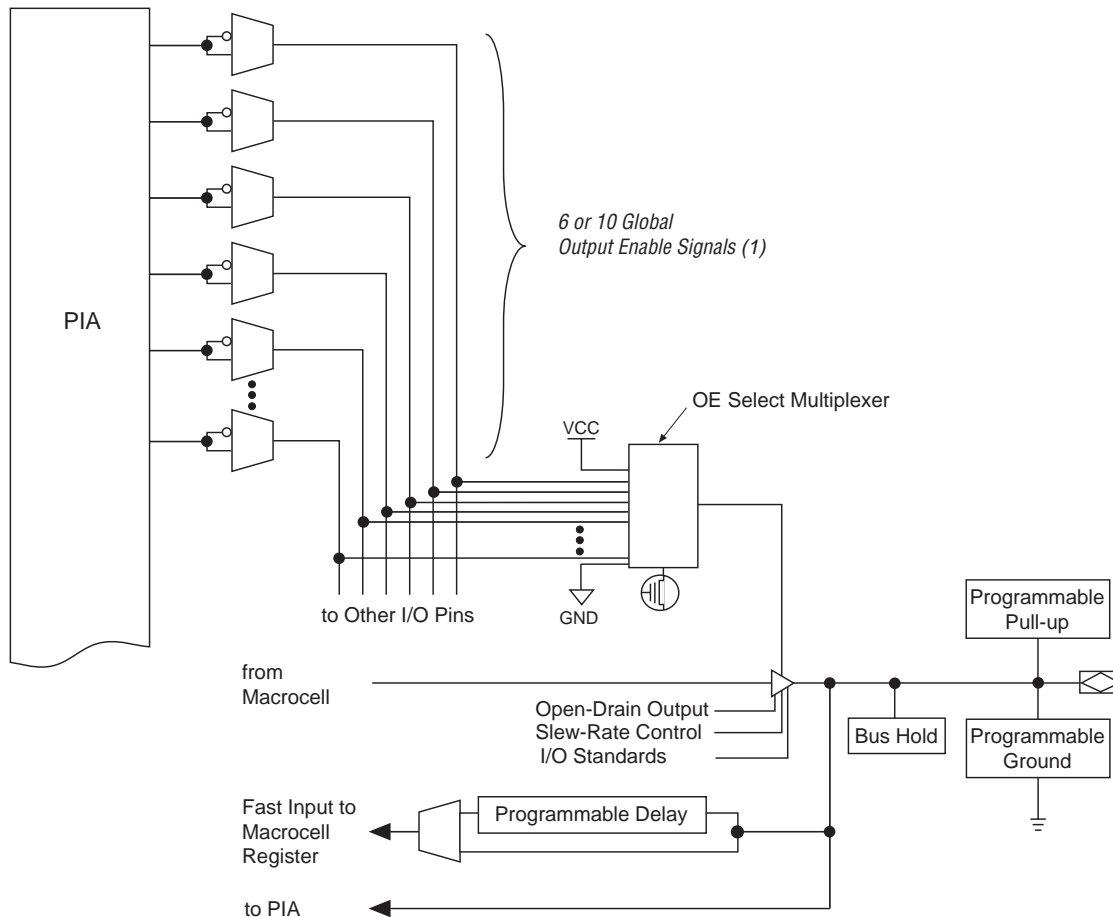 6 or 10 Global
Output Enable Signals (1)
PIA
OE Select Multiplexer
VCC
to Other I/O Pins
GND
Programmable
Pull-up
from
Macrocell
Open-Drain Output
Slew-Rate Control
I/O Standards
Bus Hold
Programmable
Ground
Fast Input to
Macrocell
Register
Programmable Delay
to PIA